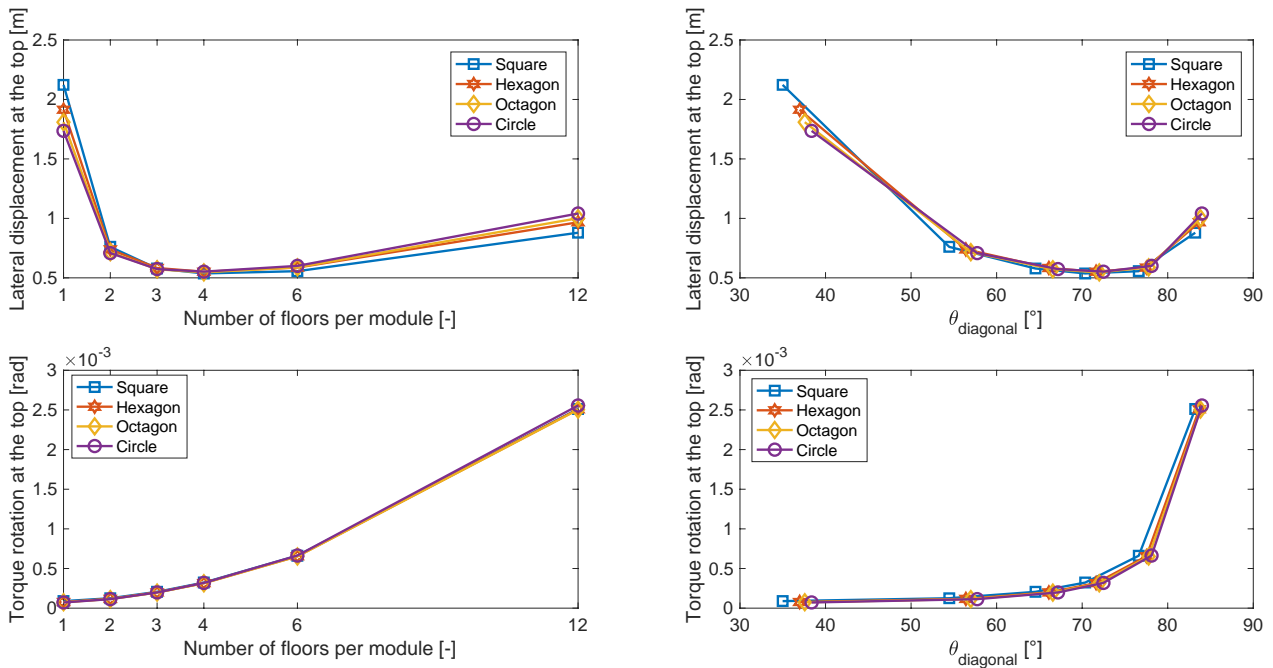 Lateral displacement at the top [m]
2.5
2
1.5
1
0.5
1 2 3 4 6 12
Number of floors per module [-]
Square
Hexagon
Octagon
Circle
Lateral displacement at the top [m]
2.5
2
1.5
1
0.5
30 40 50 60 70 80 90
θdiagonal [°]
Square
Hexagon
Octagon
Circle
Torque rotation at the top [rad]
×10-3
3
2.5
2
1.5
1
0.5
0
1 2 3 4 6 12
Number of floors per module [-]
Square
Hexagon
Octagon
Circle
Torque rotation at the top [rad]
×10-3
3
2.5
2
1.5
1
0.5
0
30 40 50 60 70 80 90
θdiagonal [°]
Square
Hexagon
Octagon
Circle